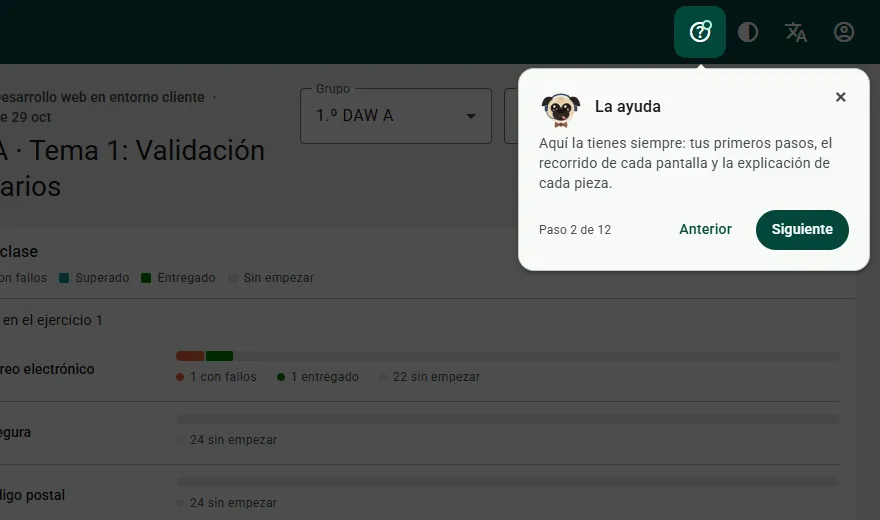 esarrollo web en entorno cliente ·
e 29 oct
A · Tema 1: Validación
arios
Grupo
1.º DAW A
La ayuda
Aquí la tienes siempre: tus primeros pasos, el
recorrido de cada pantalla y la explicación de
cada pieza.
Paso 2 de 12
Anterior
Siguiente
clase
on fallos
Superado
Entregado
Sin empezar
en el ejercicio 1
reo electrónico
1 con fallos
1 entregado
22 sin empezar
egura
24 sin empezar
digo postal
24 sin empezar